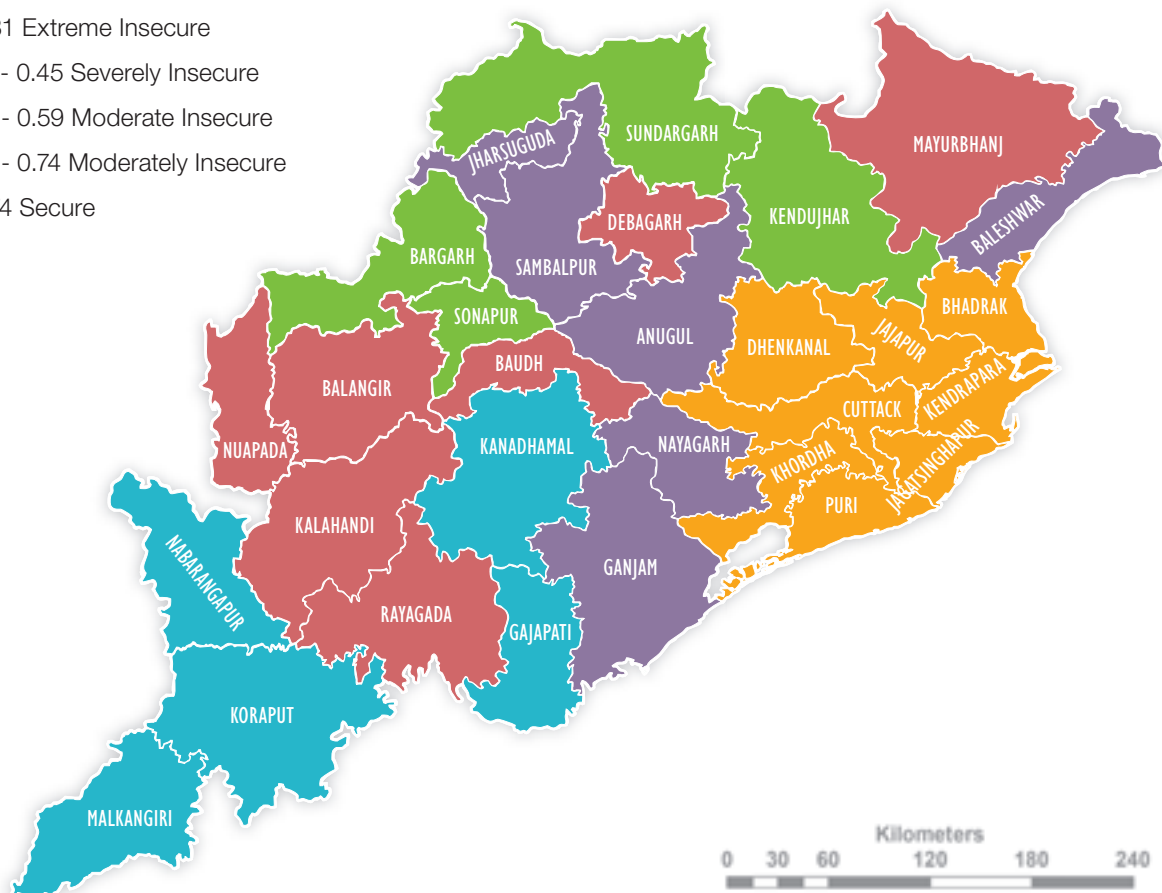 31 Extreme Insecure
- 0.45 Severely Insecure
- 0.59 Moderate Insecure
- 0.74 Moderately Insecure
4 Secure
MAYURBHANJ
SUNDARGARH
JHARSUGUDA
BALESHWAR
KENDUJHAR
DEBAGARH
BARGARH
SAMBALPUR
BHADRAK
SONAPUR
ANUGUL
JAJAPUR
DHENKANAL
BAUDH
BALANGIR
KENDRAPARA
CUTTACK
NUAPADA
KANADHAMAL
NAYAGARH
KHORDHA
JAGATSINGHAPUR
PURI
KALAHANDI
NABARANGAPUR
GANJAM
RAYAGADA
GAJAPATI
KORAPUT
MALKANGIRI
Kilometers
0 30 60 120 180 240